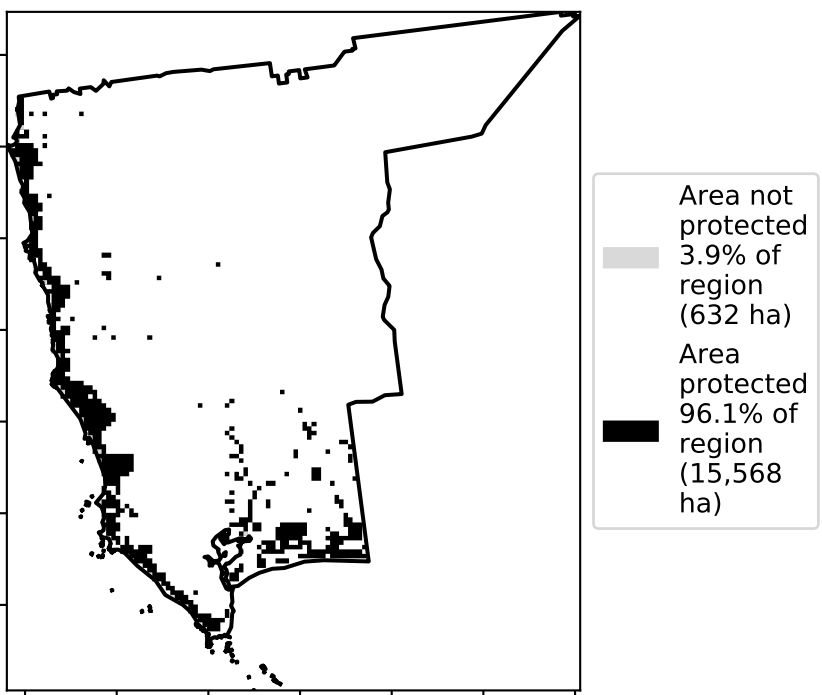 Area not
protected
3.9% of
region
(632 ha)
Area
protected
96.1% of
region
(15,568
ha)